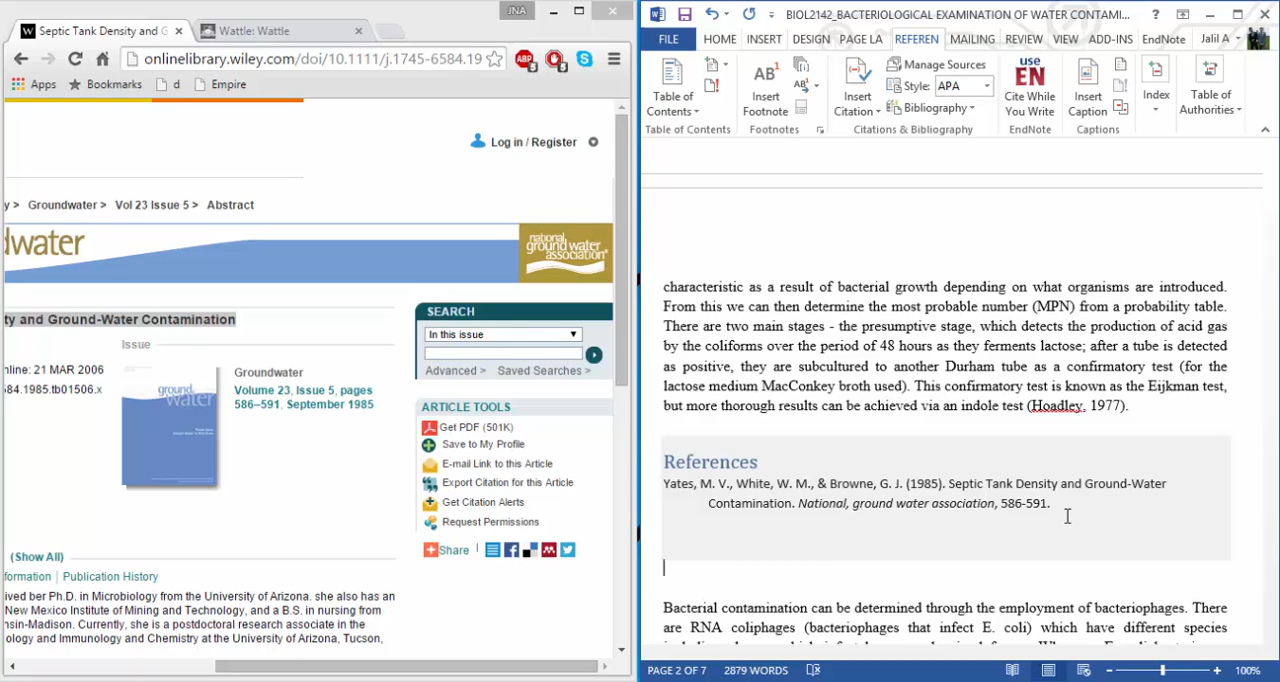 JNA
Septic Tank Density and G
Wattle: Wattle
onlinelibrary.wiley.com/doi/10.1111/j.1745-6584.19
ABP
5
5
Apps
Bookmarks
d
Empire
Log in / Register
y > Groundwater > Vol 23 Issue 5 > Abstract
dwater
national
ground water
association
ty and Ground-Water Contamination
Issue
nline: 21 MAR 2006
584.1985.tb01506.x
ground
water
Groundwater
Volume 23, Issue 5, pages
586–591, September 1985
SEARCH
In this issue
Advanced >
Saved Searches >
ARTICLE TOOLS
Get PDF (501K)
Save to My Profile
E-mail Link to this Article
Export Citation for this Article
Get Citation Alerts
Request Permissions
Share
(Show All)
formation
Publication History
ived ber Ph.D. in Microbiology from the University of Arizona. she also has an
New Mexico Institute of Mining and Technology, and a B.S. in nursing from
nsin-Madison. Currently, she is a postdoctoral research associate in the
ology and Immunology and Chemistry at the University of Arizona, Tucson,
BIOL2142_BACTERIOLOGICAL EXAMINATION OF WATER CONTAMI...
FILE
HOME
INSERT
DESIGN
PAGE LA
REFEREN
MAILING
REVIEW
VIEW
ADD-INS
EndNote
Jalil A
Table of
Contents
Table of Contents
AB1
Insert
Footnote
Footnotes
Insert
Citation
Manage Sources
Style: APA
Bibliography
Citations & Bibliography
use
EN
Cite While
You Write
EndNote
Insert
Caption
Captions
Index
Table of
Authorities
characteristic as a result of bacterial growth depending on what organisms are introduced.
From this we can then determine the most probable number (MPN) from a probability table.
There are two main stages - the presumptive stage, which detects the production of acid gas
by the coliforms over the period of 48 hours as they ferments lactose; after a tube is detected
as positive, they are subcultured to another Durham tube as a confirmatory test (for the
lactose medium MacConkey broth used). This confirmatory test is known as the Eijkman test,
but more thorough results can be achieved via an indole test (Hoadley, 1977).
References
Yates, M. V., White, W. M., & Browne, G. J. (1985). Septic Tank Density and Ground-Water
Contamination. National, ground water association, 586-591.
Bacterial contamination can be determined through the employment of bacteriophages. There
are RNA coliphages (bacteriophages that infect E. coli) which have different species
PAGE 2 OF 7
2879 WORDS
100%